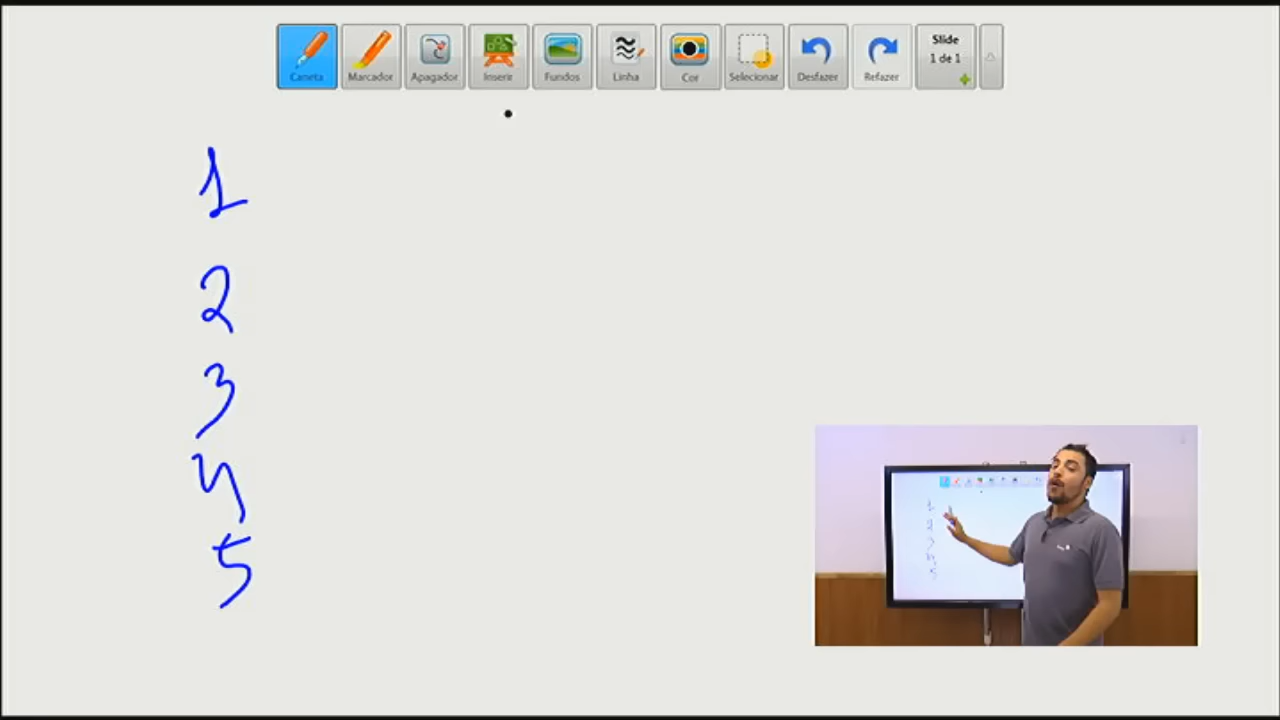 Caneta Marcador Apagador Inserir Fundos Linha Cor Selecionar Desfazer Refazer Slide
1 de 1
1
2
3
4
5